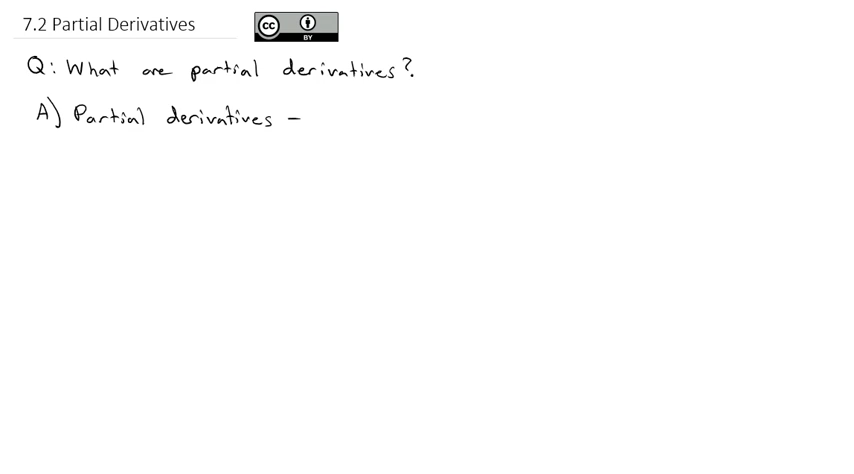 7.2 Partial Derivatives
cc BY
Q: What are partial derivatives?
A) Partial derivatives –